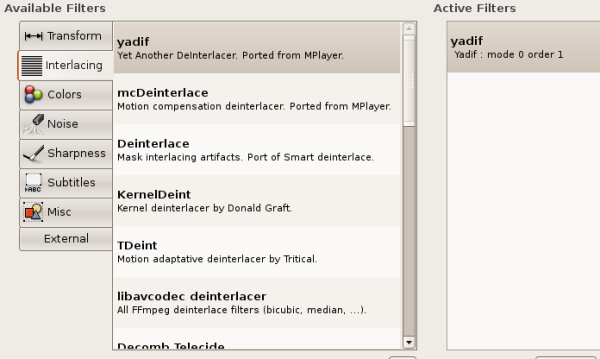 Available Filters
Transform
Interlacing
Colors
Noise
Sharpness
ABC
Subtitles
Misc
External
yadif
Yet Another DeInterlacer. Ported from MPlayer.
mcDeinterlace
Motion compensation deinterlacer. Ported from MPlayer.
Deinterlace
Mask interlacing artifacts. Port of Smart deinterlace.
KernelDeint
Kernel deinterlacer by Donald Graft.
TDeint
Motion adaptative deinterlacer by Tritical.
libavcodec deinterlacer
All FFmpeg deinterlace filters (bicubic, median, ...).
Decomb Telecide
Active Filters
yadif
Yadif : mode 0 order 1